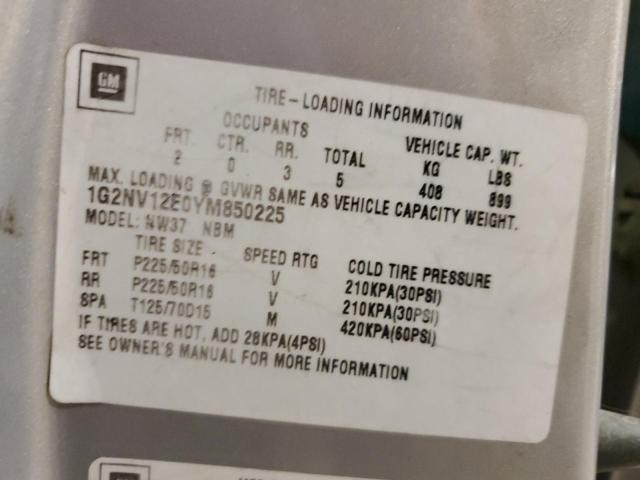 GM
TIRE-LOADING INFORMATION
OCCUPANTS VEHICLE CAP. WT.
FRT. CTR. RR. TOTAL KG LBS
2 0 3 5 408 899
MAX. LOADING @ GVWR SAME AS VEHICLE CAPACITY WEIGHT.
1G2NV12E0YM850225
MODEL: NW37 NBM
TIRE SIZE SPEED RTG COLD TIRE PRESSURE
FRT P225/50R16 V 210KPA(30PSI)
RR P225/50R16 V 210KPA(30PSI)
SPA T125/70D15 M 420KPA(60PSI)
IF TIRES ARE HOT, ADD 28KPA(4PSI)
SEE OWNER'S MANUAL FOR MORE INFORMATION
GM